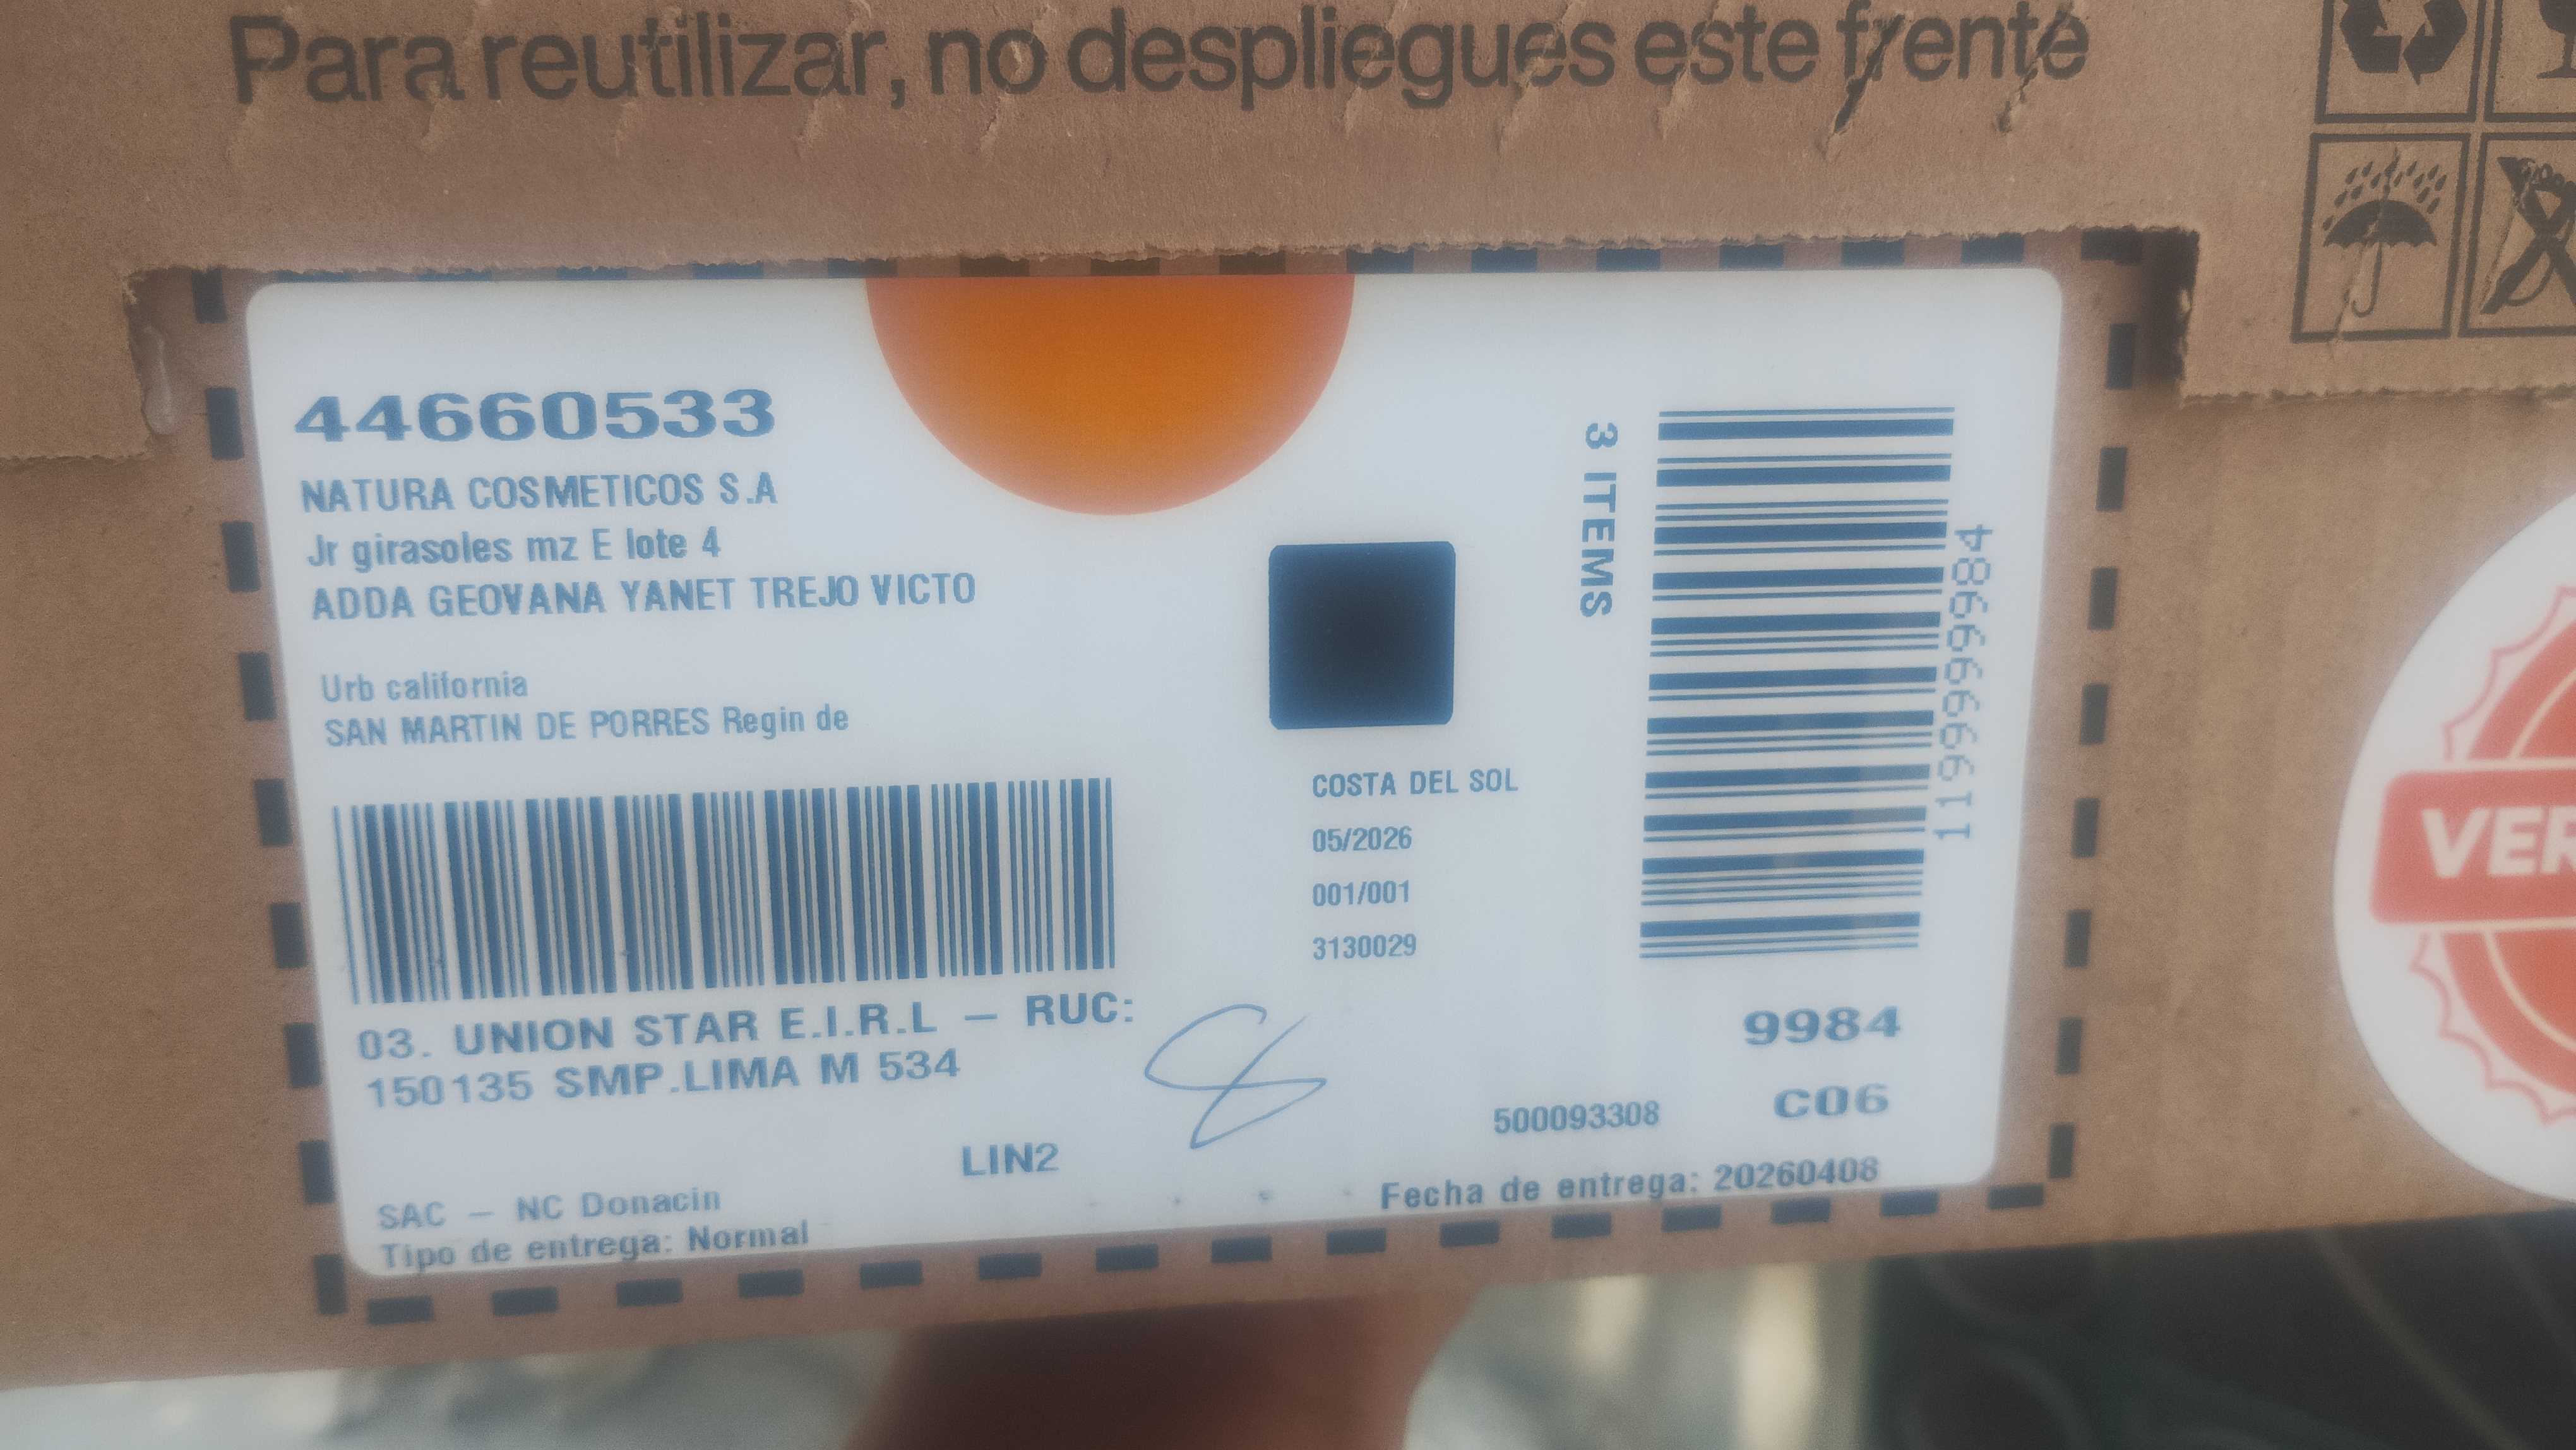 Para reutilizar, no despliegues este frente
44660533
NATURA COSMETICOS S.A
Jr girasoles mz E lote 4
ADDA GEOVANA YANET TREJO VICTO
Urb california
SAN MARTIN DE PORRES Regin de
3 ITEMS
COSTA DEL SOL
05/2026
001/001
3130029
03. UNION STAR E.I.R.L - RUC:
150135 SMP.LIMA M 534
9984
C06
500093308
LIN2
SAC - NC Donacin
Tipo de entrega: Normal
Fecha de entrega: 20260408